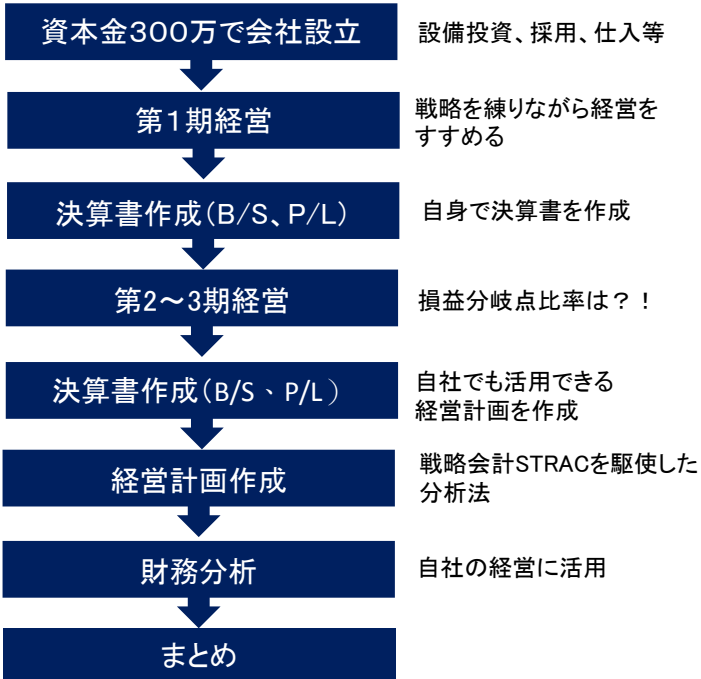 資本金３００万で会社設立
設備投資、採用、仕入等
第１期経営
戦略を練りながら経営を
すすめる
決算書作成（B/S、P/L）
自身で決算書を作成
第2～3期経営
損益分岐点比率は？！
決算書作成（B/S、P/L）
自社でも活用できる
経営計画を作成
経営計画作成
戦略会計STRACを駆使した
分析法
財務分析
自社の経営に活用
まとめ